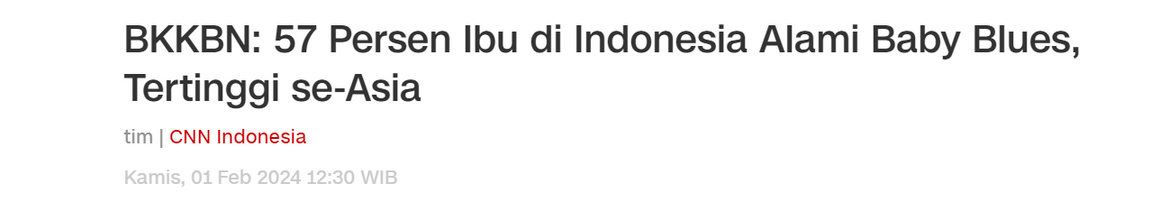 BKKBN: 57 Persen Ibu di Indonesia Alami Baby Blues,
Tertinggi se-Asia
tim | CNN Indonesia
Kamis, 01 Feb 2024 12:30 WIB